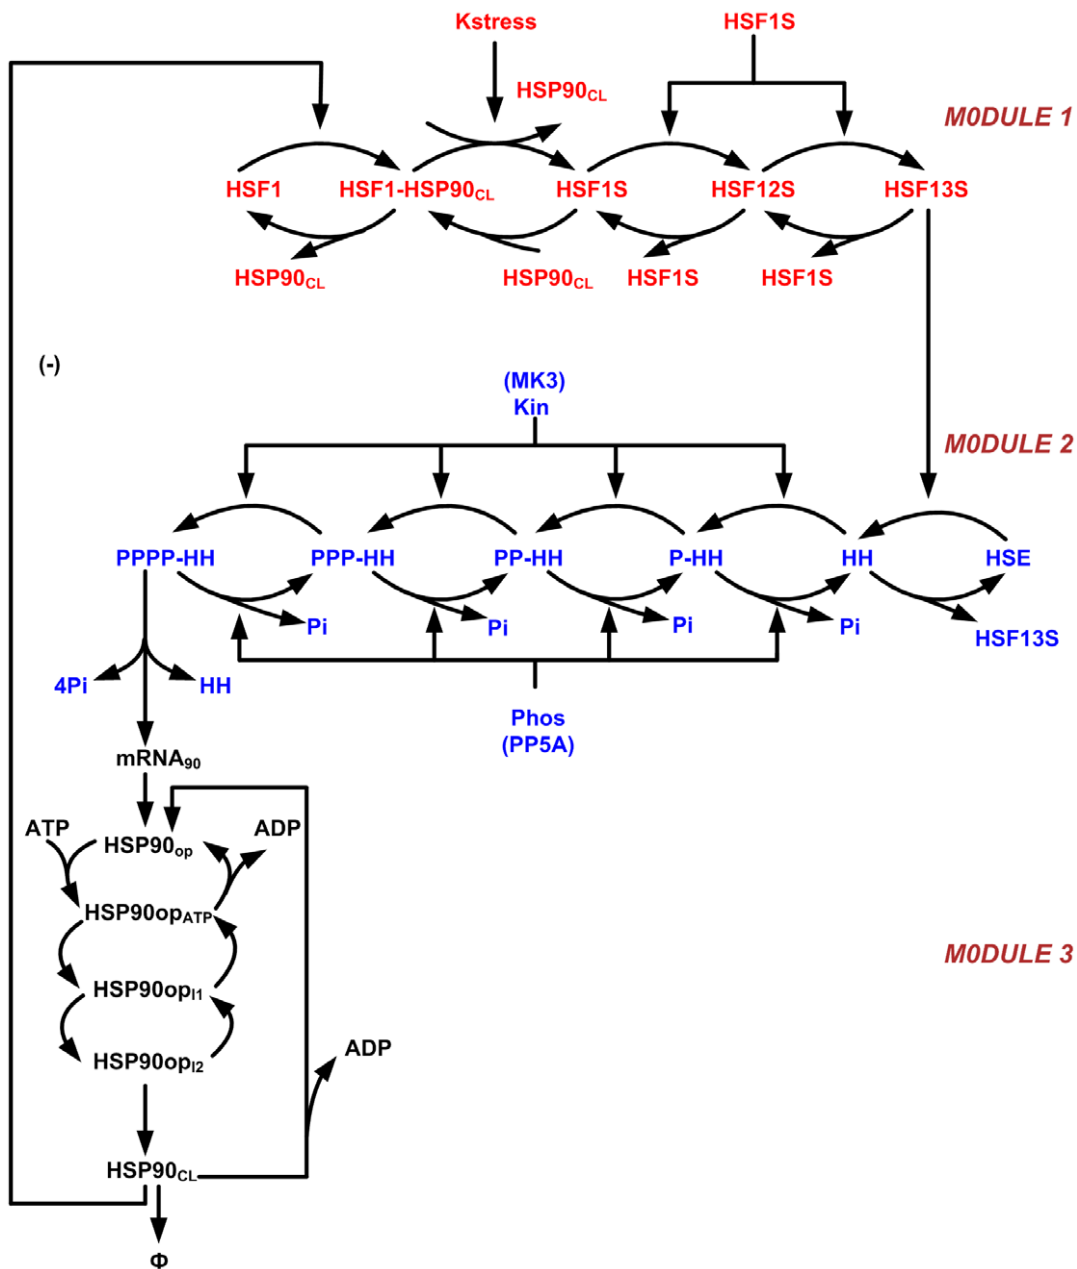 Kstress HSF1S
HSP90CL
M0DULE 1
HSF1 HSF1-HSP90CL HSF1S HSF12S HSF13S
HSP90CL HSP90CL HSF1S HSF1S
(-)
(MK3)
Kin
M0DULE 2
PPPP-HH PPP-HH PP-HH P-HH HH HSE
Pi Pi Pi Pi HSF13S
4Pi HH
Phos
(PP5A)
mRNA90
ATP HSP90op ADP
HSP90opATP
M0DULE 3
HSP90opI1
HSP90opI2 ADP
HSP90CL
Φ